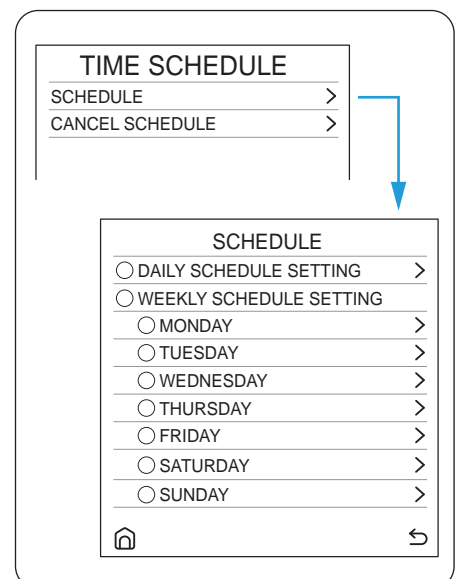 TIME SCHEDULE
SCHEDULE
CANCEL SCHEDULE
SCHEDULE
DAILY SCHEDULE SETTING
WEEKLY SCHEDULE SETTING
MONDAY
TUESDAY
WEDNESDAY
THURSDAY
FRIDAY
SATURDAY
SUNDAY